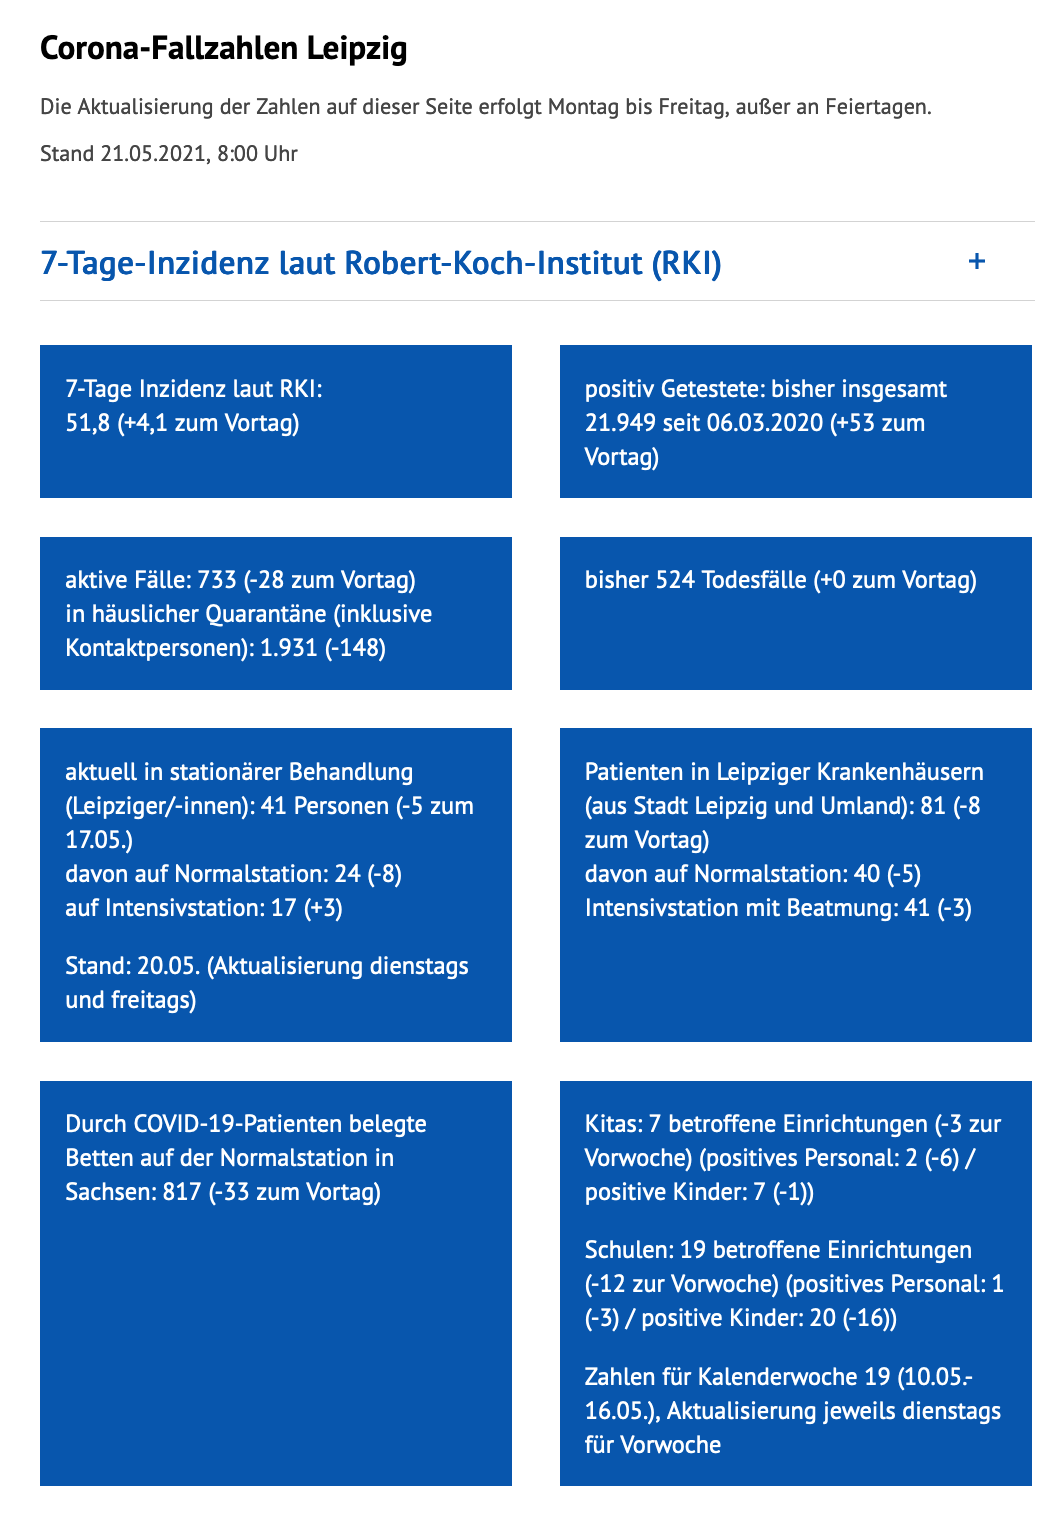 Corona-Fallzahlen Leipzig
Die Aktualisierung der Zahlen auf dieser Seite erfolgt Montag bis Freitag, außer an Feiertagen.
Stand 21.05.2021, 8:00 Uhr
7-Tage-Inzidenz laut Robert-Koch-Institut (RKI) +
7-Tage Inzidenz laut RKI:
51,8 (+4,1 zum Vortag)
positiv Getestete: bisher insgesamt
21.949 seit 06.03.2020 (+53 zum
Vortag)
aktive Fälle: 733 (-28 zum Vortag)
in häuslicher Quarantäne (inklusive
Kontaktpersonen): 1.931 (-148)
bisher 524 Todesfälle (+0 zum Vortag)
aktuell in stationärer Behandlung
(Leipziger/-innen): 41 Personen (-5 zum
17.05.)
davon auf Normalstation: 24 (-8)
auf Intensivstation: 17 (+3)
Stand: 20.05. (Aktualisierung dienstags
und freitags)
Patienten in Leipziger Krankenhäusern
(aus Stadt Leipzig und Umland): 81 (-8
zum Vortag)
davon auf Normalstation: 40 (-5)
Intensivstation mit Beatmung: 41 (-3)
Durch COVID-19-Patienten belegte
Betten auf der Normalstation in
Sachsen: 817 (-33 zum Vortag)
Kitas: 7 betroffene Einrichtungen (-3 zur
Vorwoche) (positives Personal: 2 (-6) /
positive Kinder: 7 (-1))
Schulen: 19 betroffene Einrichtungen
(-12 zur Vorwoche) (positives Personal: 1
(-3) / positive Kinder: 20 (-16))
Zahlen für Kalenderwoche 19 (10.05.-
16.05.), Aktualisierung jeweils dienstags
für Vorwoche